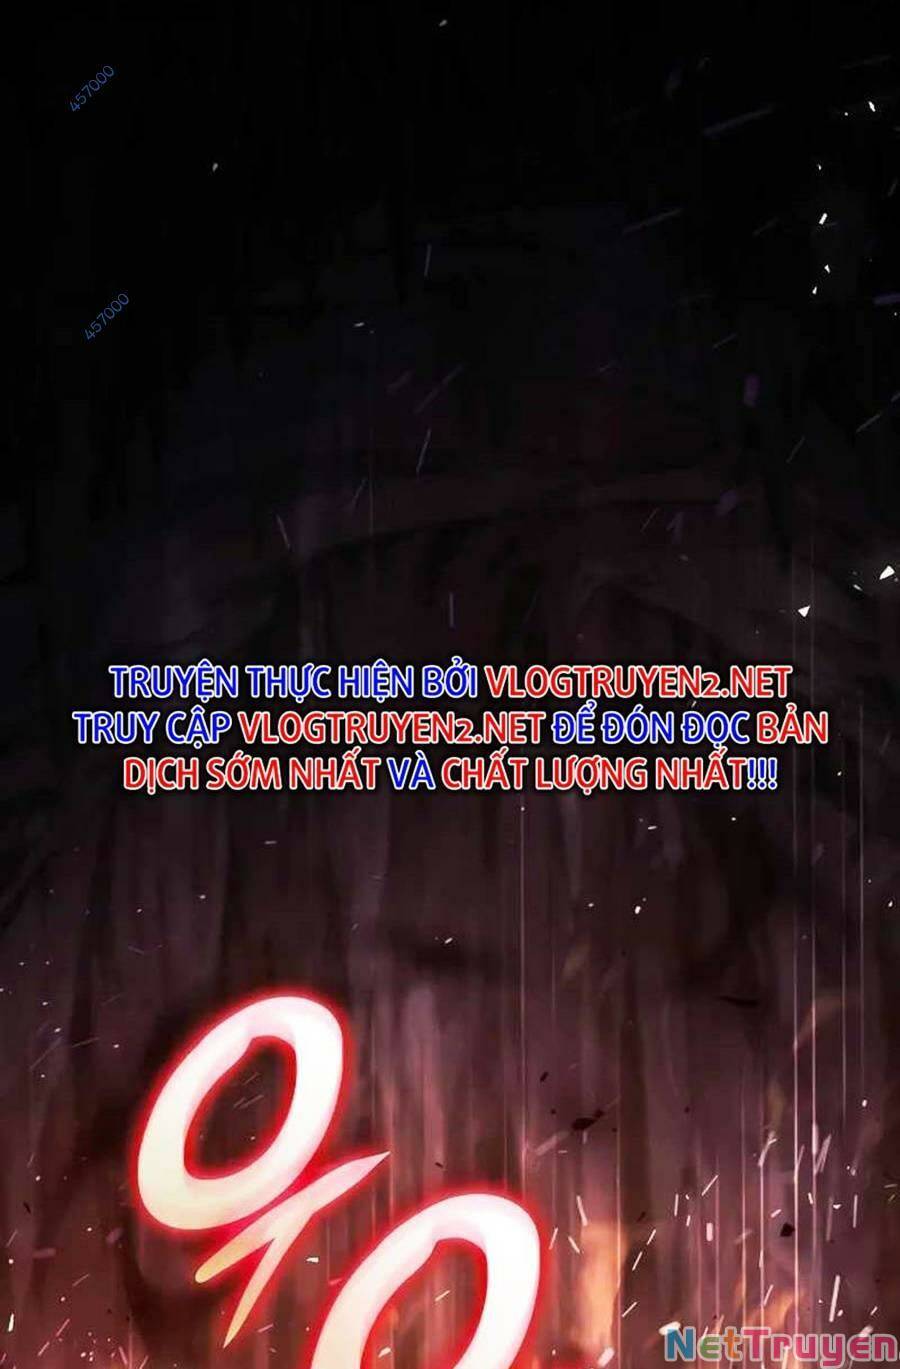 457000
457000
TRUYỆN THỰC HIỆN BỞI VLOGTRUYEN2.NET
TRUY CẬP VLOGTRUYEN2.NET ĐỂ ĐÓN ĐỌC BẢN
DỊCH SỚM NHẤT VÀ CHẤT LƯỢNG NHẤT!!!
NetTruyen